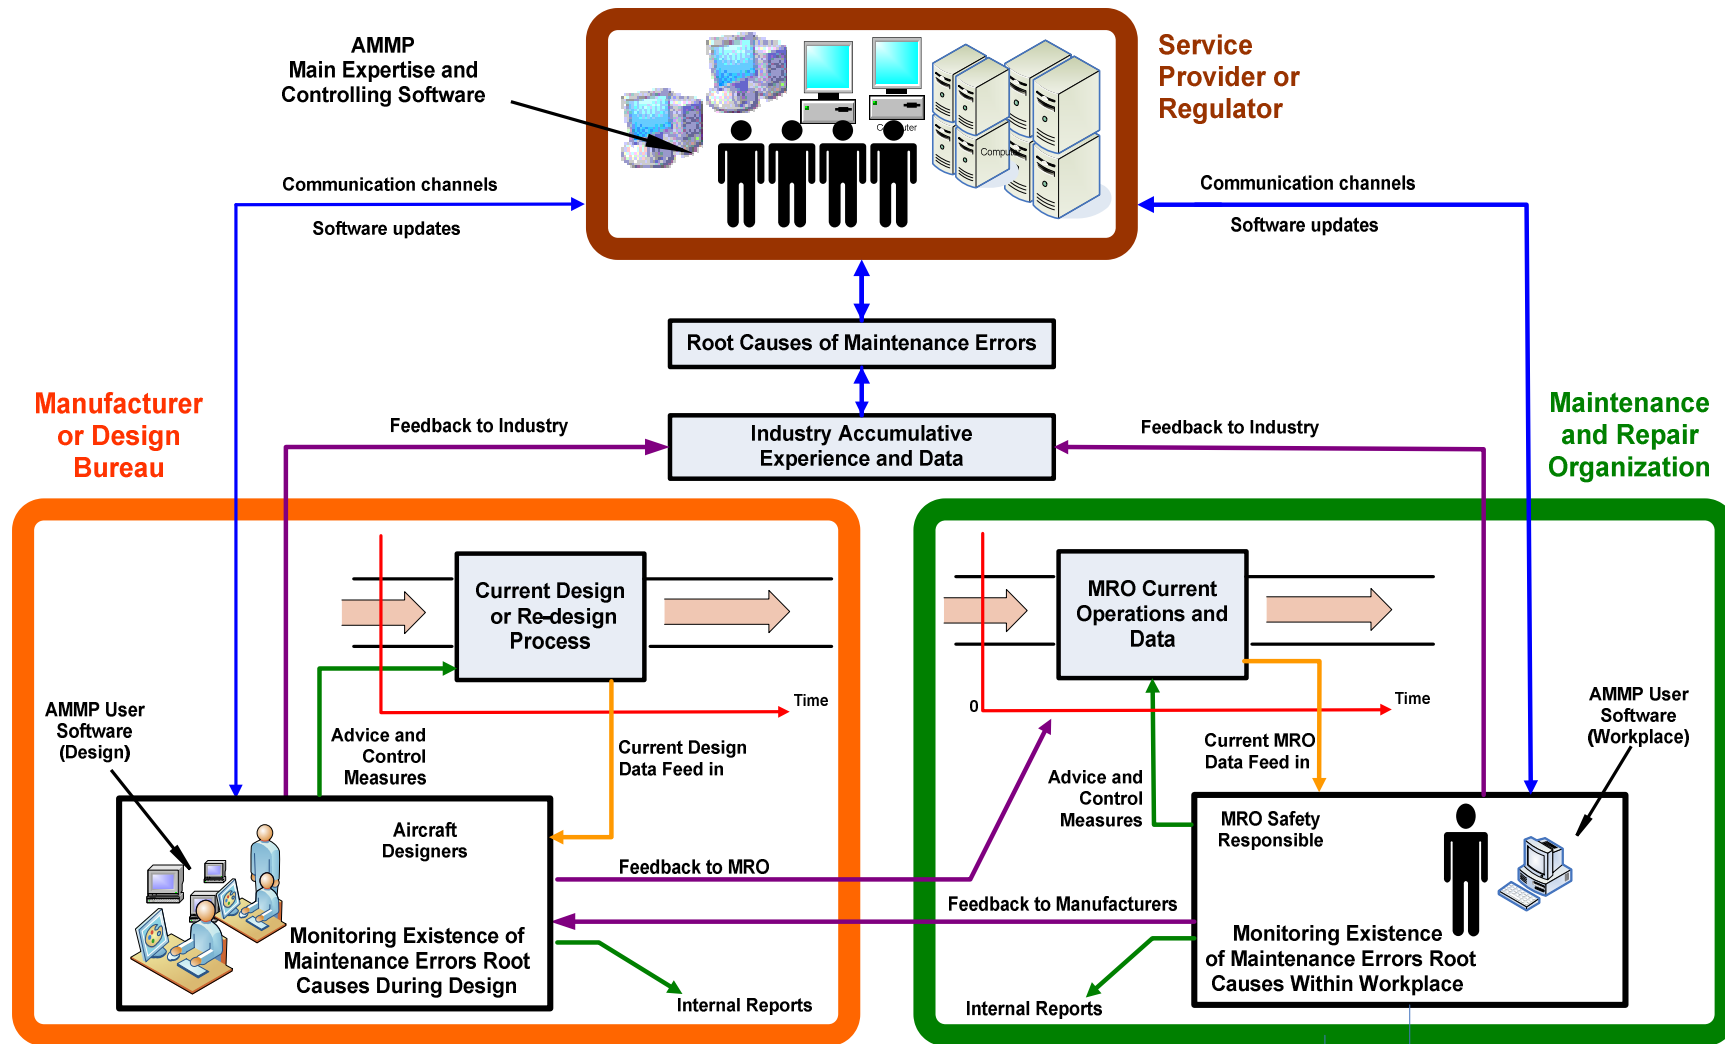 AMMP
Main Expertise and
Controlling Software
Service
Provider or
Regulator
Computer
Computer
Communication channels
Software updates
Communication channels
Software updates
Root Causes of Maintenance Errors
Manufacturer
or Design
Bureau
Feedback to Industry
Industry Accumulative
Experience and Data
Feedback to Industry
Maintenance
and Repair
Organization
Current Design
or Re-design
Process
Time
AMMP User
Software
(Design)
Advice and
Control
Measures
Current Design
Data Feed in
Aircraft
Designers
Monitoring Existence of
Maintenance Errors Root
Causes During Design
Feedback to MRO
Feedback to Manufacturers
Internal Reports
MRO Current
Operations and
Data
0
Time
AMMP User
Software
(Workplace)
Current MRO
Data Feed in
Advice and
Control
Measures
MRO Safety
Responsible
Monitoring Existence
of Maintenance Errors Root
Causes Within Workplace
Internal Reports